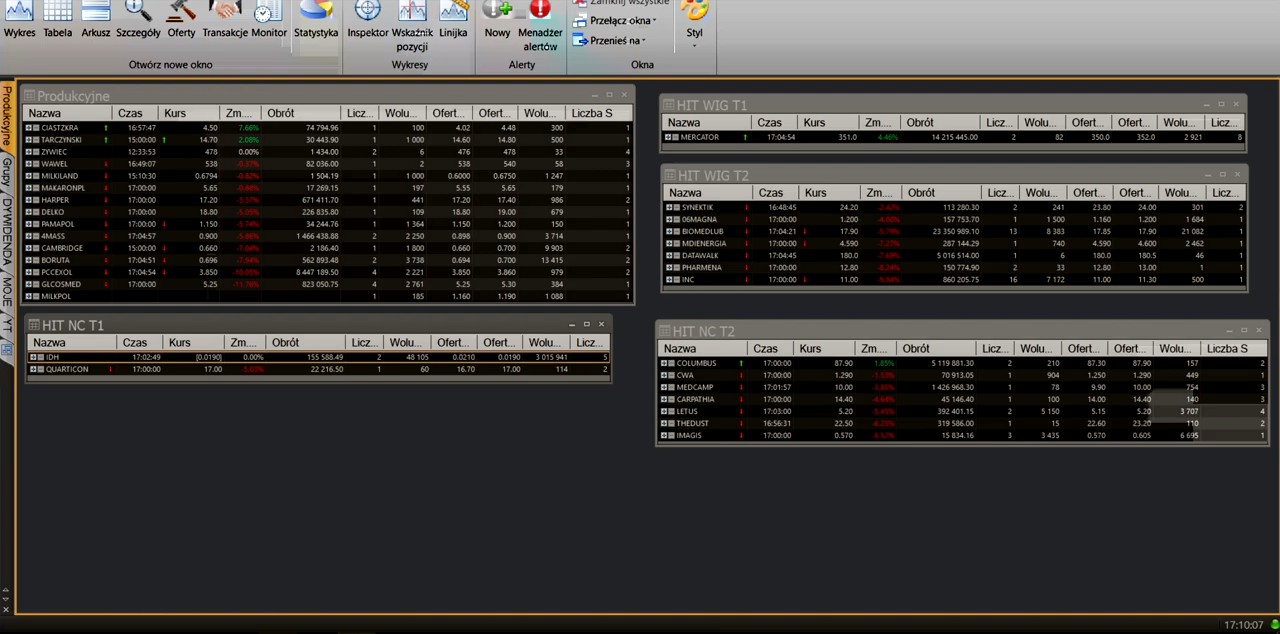 Zamknij wszystkie
Wykres Tabela Arkusz Szczegóły Oferty Transakcje Monitor Statystyka Inspektor Wskaźnik pozycji Linijka Nowy Menadżer alertów Przełącz okna Przenieś na Styl
Otwórz nowe okno Wykresy Alerty Okna
Produkcyjne
Grupy
DYWIDENDA
MOJE
YT
Produkcyjne
Nazwa Czas Kurs Zm.... Obrót Licz... Wolu... Ofert... Ofert... Wolu... Liczba S
CIASTZKRA 16:57:47 4.50 7.66% 74 794.96 1 100 4.02 4.48 300 1
TARCZYNSKI 15:00:00 14.70 2.08% 30 443.90 1 1 000 14.60 14.80 500 1
ZYWIEC 12:33:53 478 0.00% 1 434.00 2 6 476 478 33 4
WAWEL 16:49:07 538 -0.37% 82 036.00 1 2 538 540 58 3
MILKILAND 15:10:30 0.6794 -0.82% 1 504.19 1 1 000 0.6000 0.6750 1 247 1
MAKARONPL 17:00:00 5.65 17 269.15 1 197 5.55 5.65 371 1
HARPER 17:00:00 17.20 671 411.70 1 441 17.20 17.40 986 2
DELKO 17:00:00 18.80 226 835.80 1 109 18.80 19.00 679 1
PAMAPOL 17:00:00 1.150 34 244.76 1 1 364 1.150 1.200 150 1
4MASS 17:04:57 0.900 1 466 438.88 2 2 250 0.898 0.900 3 714 1
CAMBRIDGE 15:00:00 0.660 -7.04% 2 186.40 1 1 800 0.660 0.700 9 903 2
BORUTA 17:04:51 0.696 -7.94% 562 893.48 2 3 738 0.694 0.700 13 415 2
PCCEXOL 17:04:54 3.850 8 447 189.50 4 2 221 3.850 3.860 979 2
GLCOSMED 17:00:00 5.25 -11.76% 823 050.75 4 2 761 5.25 5.30 384 1
MILKPOL 1 185 1.160 1.190 1 088 1
HIT NC T1
Nazwa Czas Kurs Zm.... Obrót Licz... Wolu... Ofert... Ofert... Wolu... Licz...
IDH 17:02:49 [0.0190] 0.00% 155 588.49 2 48 105 0.0210 0.0190 3 015 941 5
QUARTICON 17:00:00 17.00 22 216.50 1 60 16.70 17.00 114 2
HIT WIG T1
Nazwa Czas Kurs Zm.... Obrót Licz... Wolu... Ofert... Ofert... Wolu... Licz...
MERCATOR 17:04:54 351.0 4.46% 14 215 445.00 2 82 350.0 352.0 2 921 8
HIT WIG T2
Nazwa Czas Kurs Zm.... Obrót Licz... Wolu... Ofert... Ofert... Wolu... Licz...
SYNEKTIK 16:48:45 24.20 -2.42% 113 280.30 2 241 23.80 24.00 301 2
06MAGNA 17:00:00 1.200 157 753.70 1 1 500 1.160 1.200 1 684 1
BIOMEDLUB 17:04:21 17.90 23 350 989.10 13 8 383 17.85 17.90 21 082 1
MDIENERGIA 17:00:00 4.590 -7.27% 287 144.29 1 740 4.590 4.600 2 462 1
DATAWALK 17:04:45 180.0 5 016 514.00 1 6 180.0 180.5 46 1
PHARMENA 17:00:00 12.80 150 774.90 2 33 12.80 13.00 1 1
INC 17:00:00 11.00 860 205.75 16 7 172 11.00 11.30 500 1
HIT NC T2
Nazwa Czas Kurs Zm.... Obrót Licz... Wolu... Ofert... Ofert... Wolu... Liczba S
COLUMBUS 17:00:00 87.90 1.85% 5 119 881.30 2 210 87.30 87.90 157 2
CWA 17:00:00 1.290 70 913.05 1 904 1.250 1.290 449 1
MEDCAMP 17:01:57 10.00 1 426 968.30 1 78 9.90 10.00 754 3
CARPATHIA 17:00:00 14.40 -4.64% 45 146.40 1 100 14.00 14.40 140 3
LETUS 17:03:00 5.20 392 401.15 2 5 150 5.15 5.20 3 707 4
THEDUST 16:56:31 22.50 319 586.00 1 15 22.60 23.20 110 2
IMAGIS 17:00:00 0.570 15 834.16 3 3 435 0.570 0.605 6 695 1
17:10:07